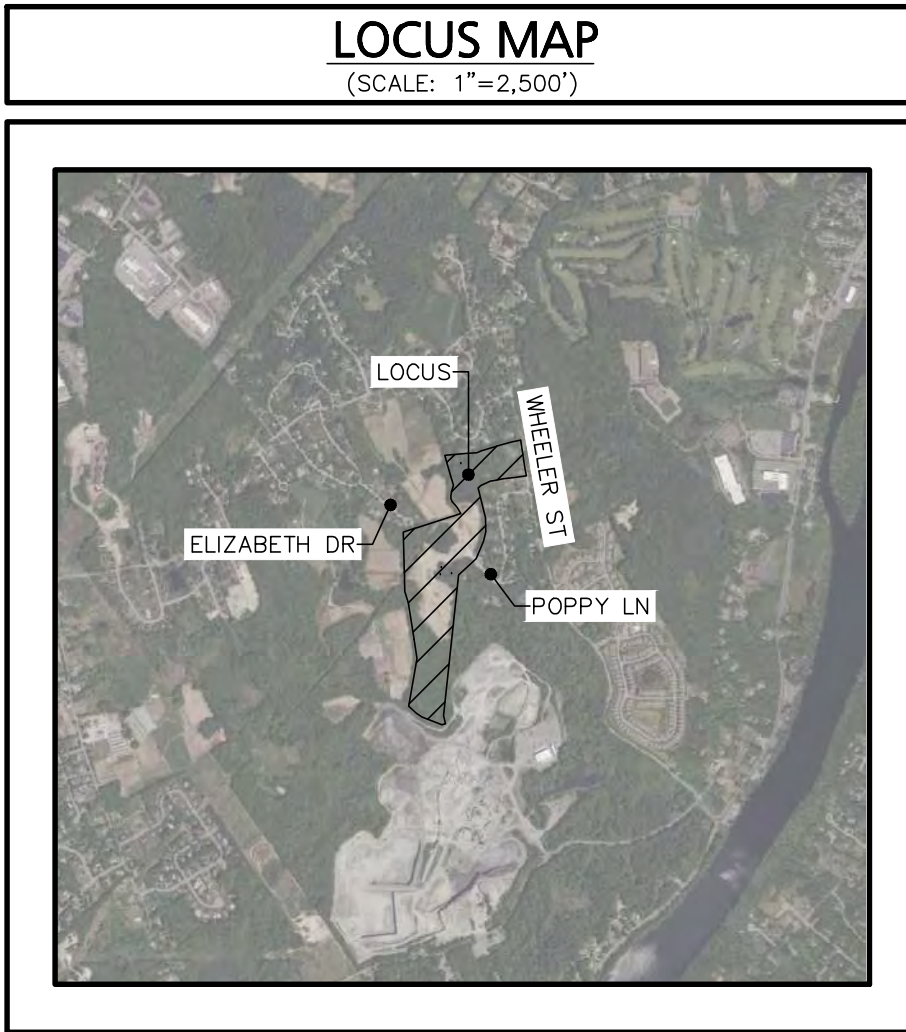 LOCUS MAP
(SCALE: 1"=2,500')
LOCUS
WHEELER ST
ELIZABETH DR
POPPY LN